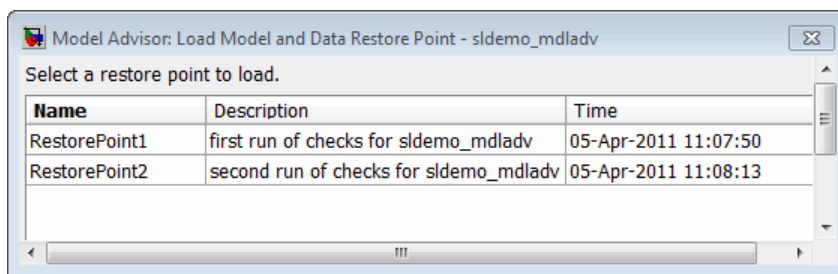 Model Advisor: Load Model and Data Restore Point - sldemo_mdladv
Select a restore point to load.
Name Description Time
RestorePoint1 first run of checks for sldemo_mdladv 05-Apr-2011 11:07:50
RestorePoint2 second run of checks for sldemo_mdladv 05-Apr-2011 11:08:13